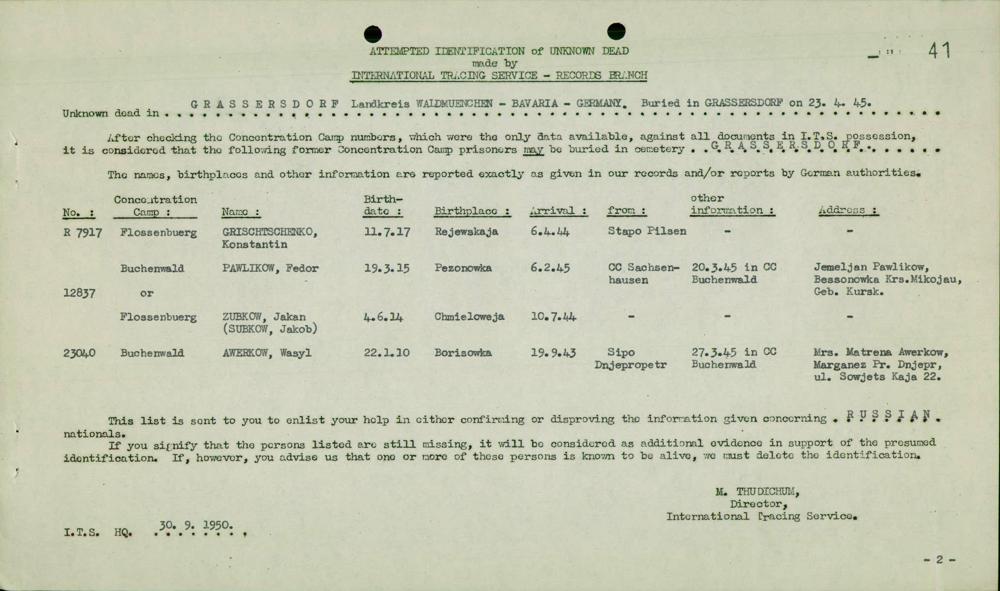 41
ATTEMPTED IDENTIFICATION of UNKNOWN DEAD
made by
INTERNATIONAL TRACING SERVICE - RECORDS BRANCH
Unknown dead in . . GRASSERSDORF Landkreis WALDMUENCHEN - BAVARIA - GERMANY. Buried in GRASSERSDORF on 23. 4. 45.
After checking the Concentration Camp numbers, which were the only data available, against all documents in I.T.S. possession,
it is considered that the following former Concentration Camp prisoners may be buried in cemetery . . GRASSERSDORF. . . . . . .
The names, birthplaces and other information are reported exactly as given in our records and/or reports by German authorities.
Concentration Birth- other
No. : Camp : Name : date : Birthplace : Arrival : from : information : Address :
R 7917 Flossenbuerg GRISCHTSCHENKO, 11.7.17 Rejewskaja 6.4.44 Stapo Pilsen - -
Konstantin
Buchenwald PAWLIKOW, Fedor 19.3.15 Pezonowka 6.2.45 CC Sachsen- 20.3.45 in CC Jemeljan Pawlikow,
hausen Buchenwald Bessonowka Krs.Mikojau,
12837 or Geb. Kursk.
Flossenbuerg ZUBKOW, Jakan 4.6.14 Chmieloweja 10.7.44 - - -
(SUBKOW, Jakob)
23040 Buchenwald AWERKOW, Wasyl 22.1.10 Borisowka 19.9.43 Sipo 27.3.45 in CC Mrs. Matrena Awerkow,
Dnjepropetr Buchenwald Marganez Pr. Dnjepr,
ul. Sowjets Kaja 22.
This list is sent to you to enlist your help in either confirming or disproving the information given concerning . RUSSIAN .
nationals.
If you signify that the persons listed are still missing, it will be considered as additional evidence in support of the presumed
identification. If, however, you advise us that one or more of these persons is known to be alive, we must delete the identification.
M. THUDICHUM,
Director,
International Tracing Service.
I.T.S. HQ. 30. 9. 1950.
- 2 -